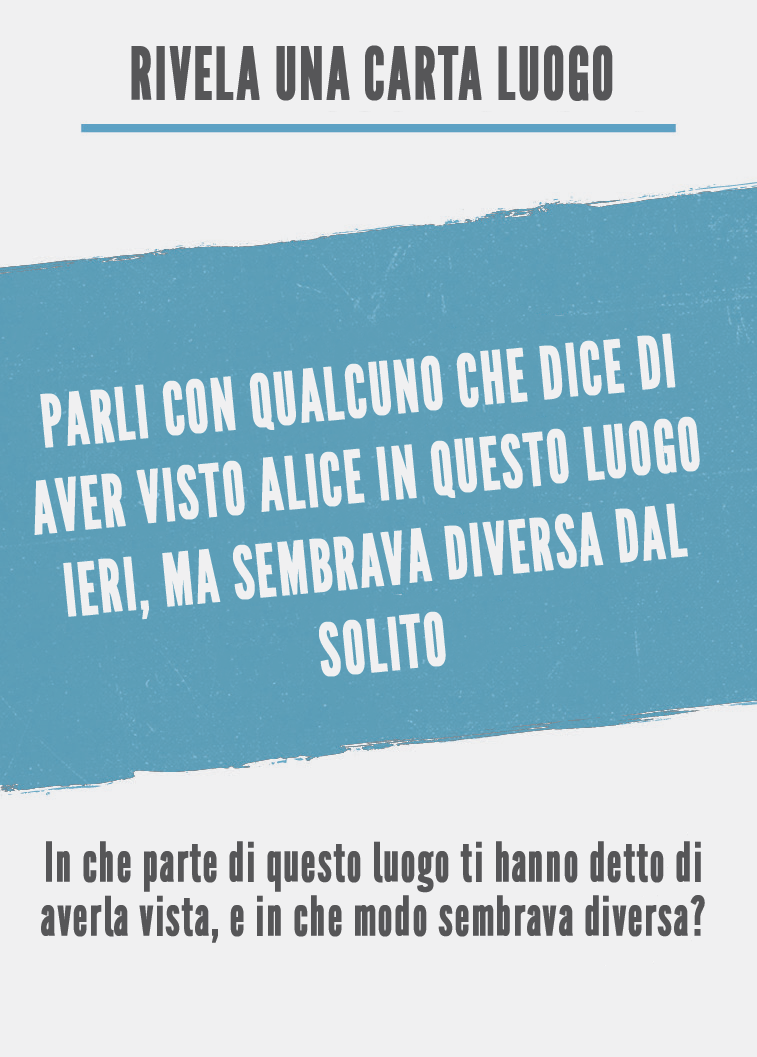 RIVELA UNA CARTA LUOGO
PARLI CON QUALCUNO CHE DICE DI
AVER VISTO ALICE IN QUESTO LUOGO
IERI, MA SEMBRAVA DIVERSA DAL
SOLITO
In che parte di questo luogo ti hanno detto di
averla vista, e in che modo sembrava diversa?